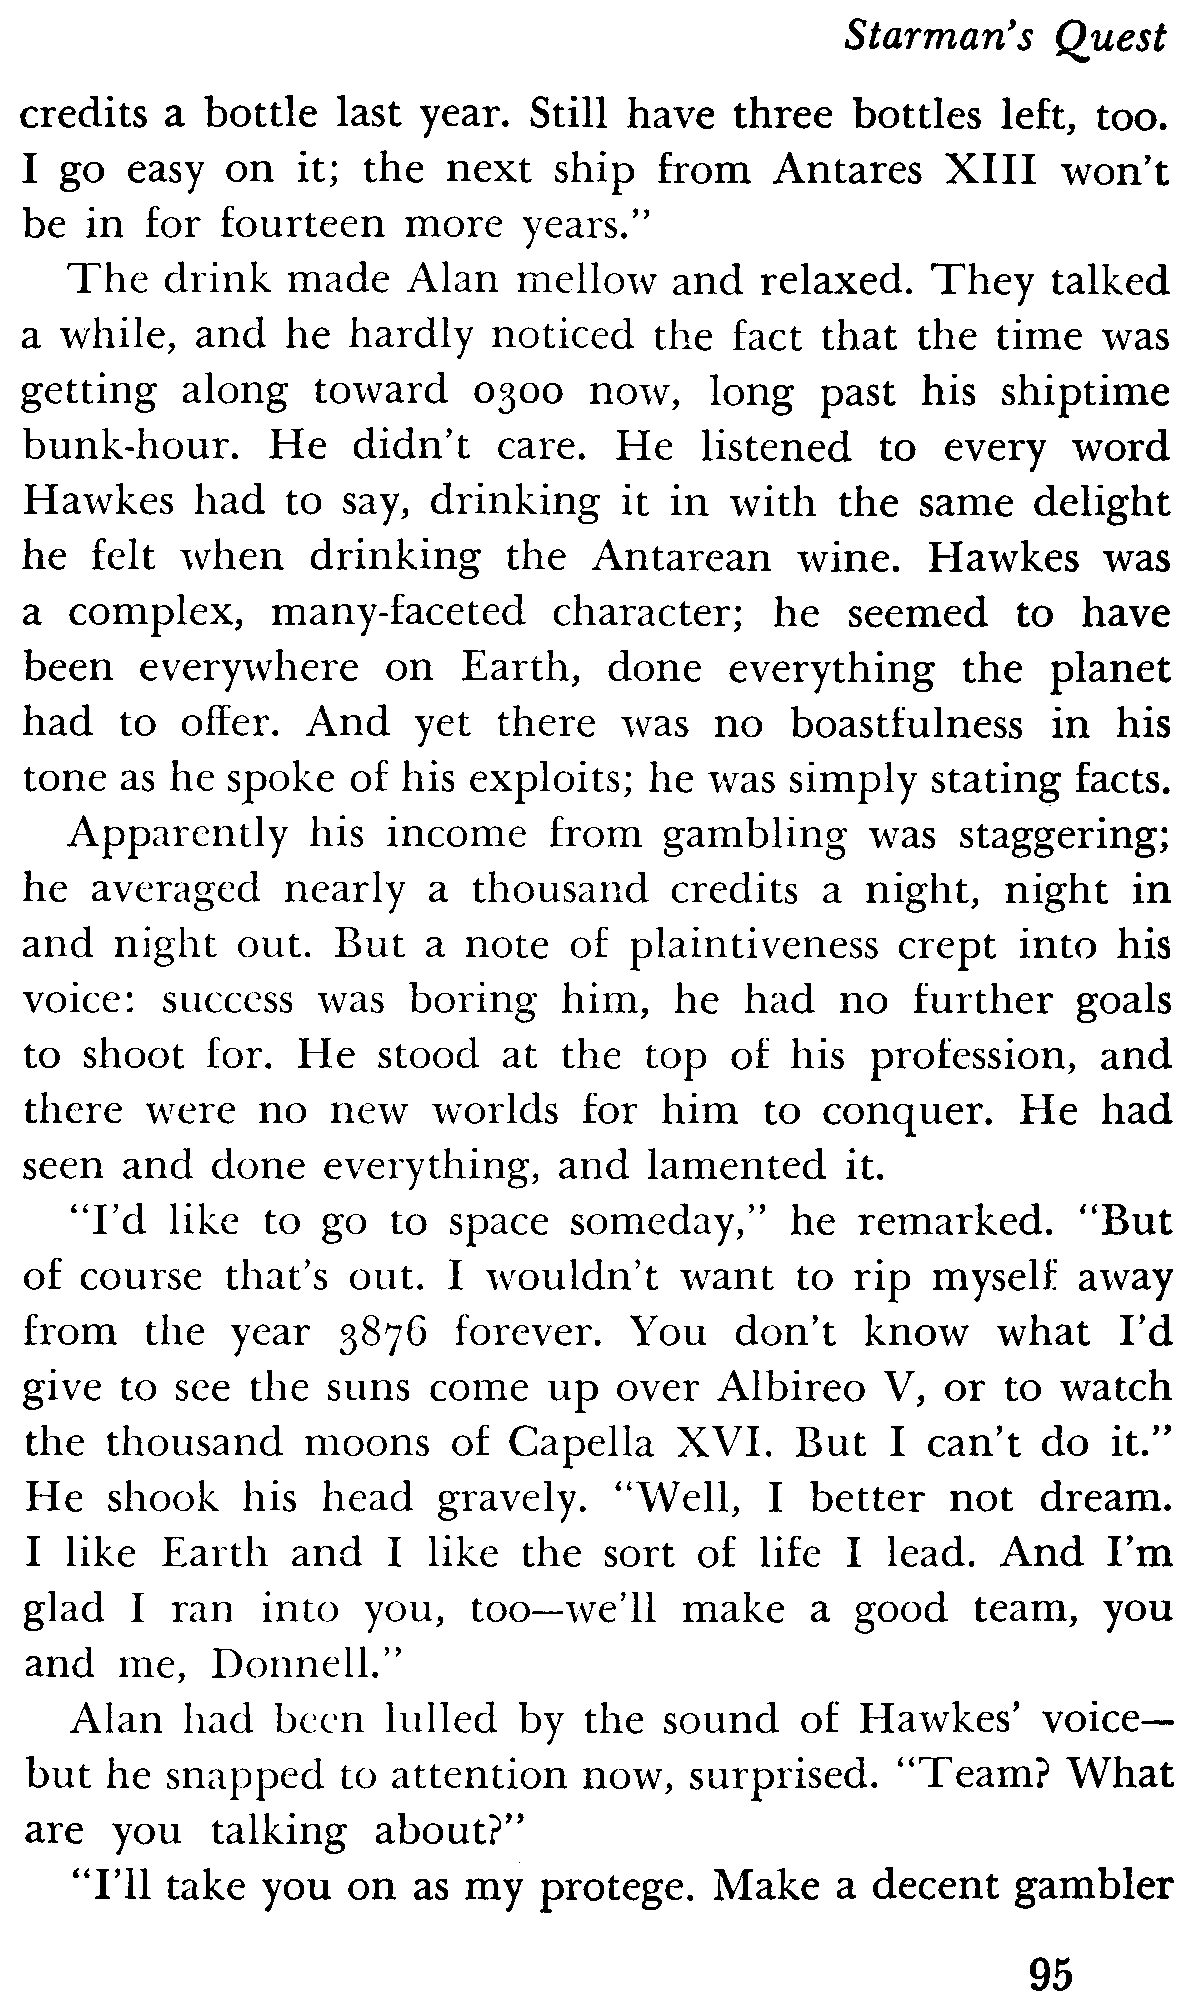 Starman's Quest
credits a bottle last year. Still have three bottles left, too.
I go easy on it; the next ship from Antares XIII won't
be in for fourteen more years."
The drink made Alan mellow and relaxed. They talked
a while, and he hardly noticed the fact that the time was
getting along toward 0300 now, long past his shiptime
bunk-hour. He didn't care. He listened to every word
Hawkes had to say, drinking it in with the same delight
he felt when drinking the Antarean wine. Hawkes was
a complex, many-faceted character; he seemed to have
been everywhere on Earth, done everything the planet
had to offer. And yet there was no boastfulness in his
tone as he spoke of his exploits; he was simply stating facts.
Apparently his income from gambling was staggering;
he averaged nearly a thousand credits a night, night in
and night out. But a note of plaintiveness crept into his
voice: success was boring him, he had no further goals
to shoot for. He stood at the top of his profession, and
there were no new worlds for him to conquer. He had
seen and done everything, and lamented it.
"I'd like to go to space someday," he remarked. "But
of course that's out. I wouldn't want to rip myself away
from the year 3876 forever. You don't know what I'd
give to see the suns come up over Albireo V, or to watch
the thousand moons of Capella XVI. But I can't do it."
He shook his head gravely. "Well, I better not dream.
I like Earth and I like the sort of life I lead. And I'm
glad I ran into you, too—we'll make a good team, you
and me, Donnell."
Alan had been lulled by the sound of Hawkes' voice—
but he snapped to attention now, surprised. "Team? What
are you talking about?"
"I'll take you on as my protege. Make a decent gambler
95